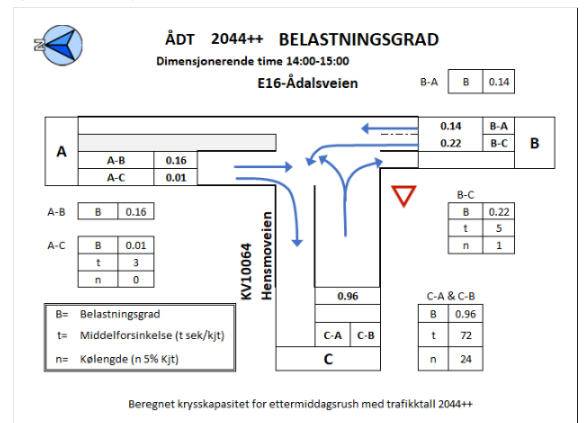 N
ÅDT 2044++ BELASTNINGSGRAD
Dimensjonerende time 14:00-15:00
E16-Ådalsveien
B-A B 0.14
A
A-B 0.16
A-C 0.01
0.14 B-A
0.22 B-C
B
A-B B 0.16
A-C B 0.01
t 3
n 0
B-C
B 0.22
t 5
n 1
KV10064
Hensmoveien
0.96
C-A C-B
C
C-A & C-B
B 0.96
t 72
n 24
B= Belastningsgrad
t= Middelforsinkelse (t sek/kjt)
n= Kølengde (n 5% Kjt)
Beregnet krysskapasitet for ettermiddagsrush med trafikktall 2044++